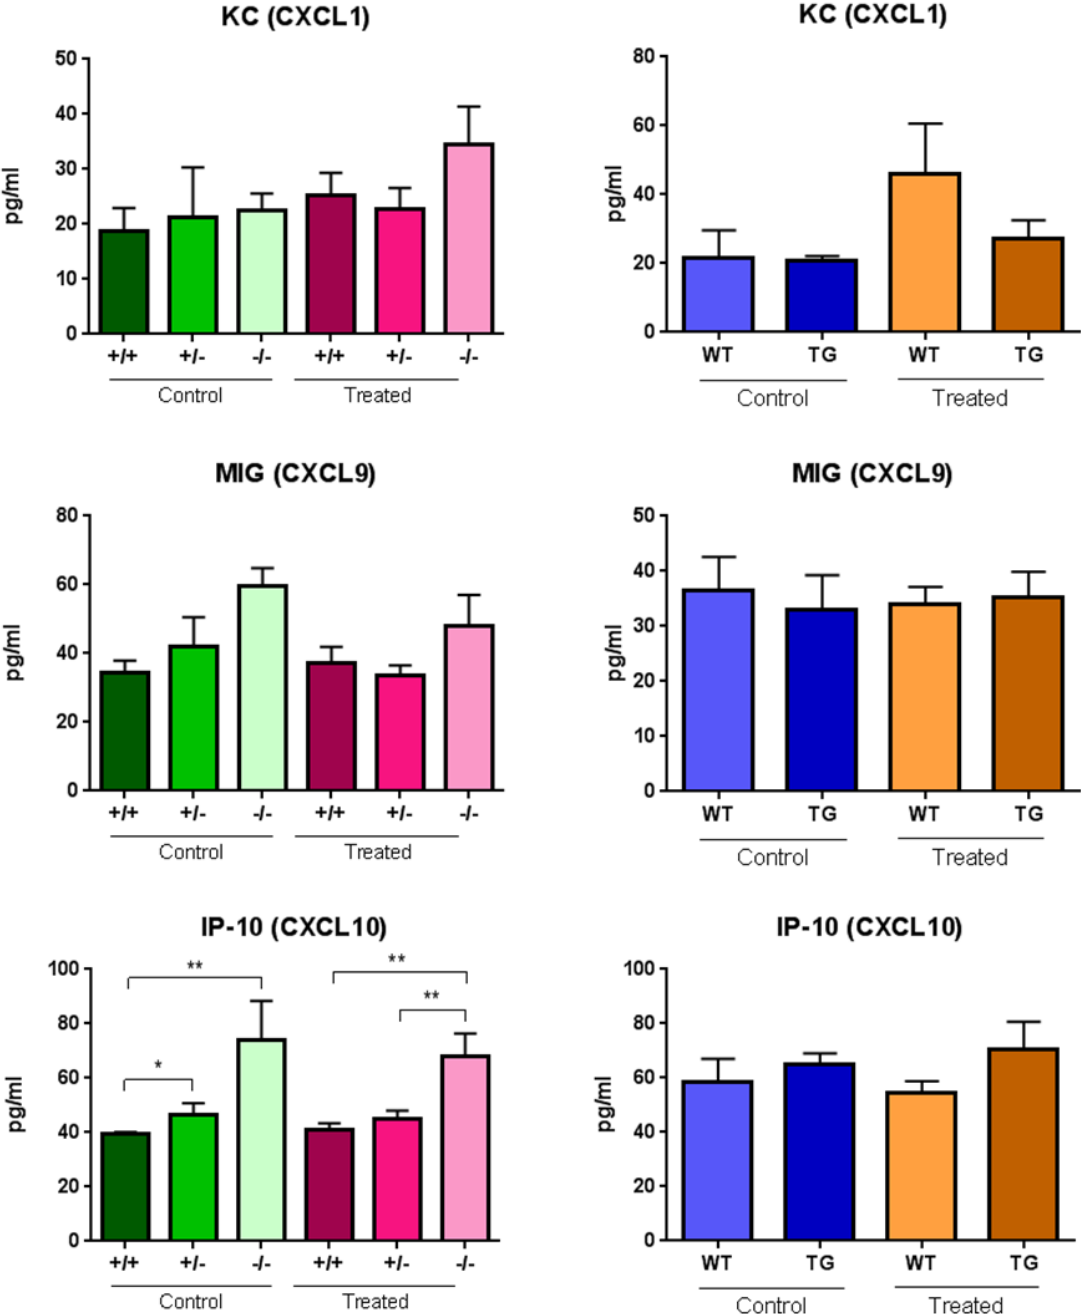 KC (CXCL1)
50
40
30
20
10
0
pg/ml
+/+ +/- -/- +/+ +/- -/-
Control Treated
KC (CXCL1)
80
60
40
20
0
pg/ml
WT TG WT TG
Control Treated
MIG (CXCL9)
80
60
40
20
0
pg/ml
+/+ +/- -/- +/+ +/- -/-
Control Treated
MIG (CXCL9)
50
40
30
20
10
0
pg/ml
WT TG WT TG
Control Treated
IP-10 (CXCL10)
100
80
60
40
20
0
pg/ml
** **
**
*
+/+ +/- -/- +/+ +/- -/-
Control Treated
IP-10 (CXCL10)
100
80
60
40
20
0
pg/ml
WT TG WT TG
Control Treated